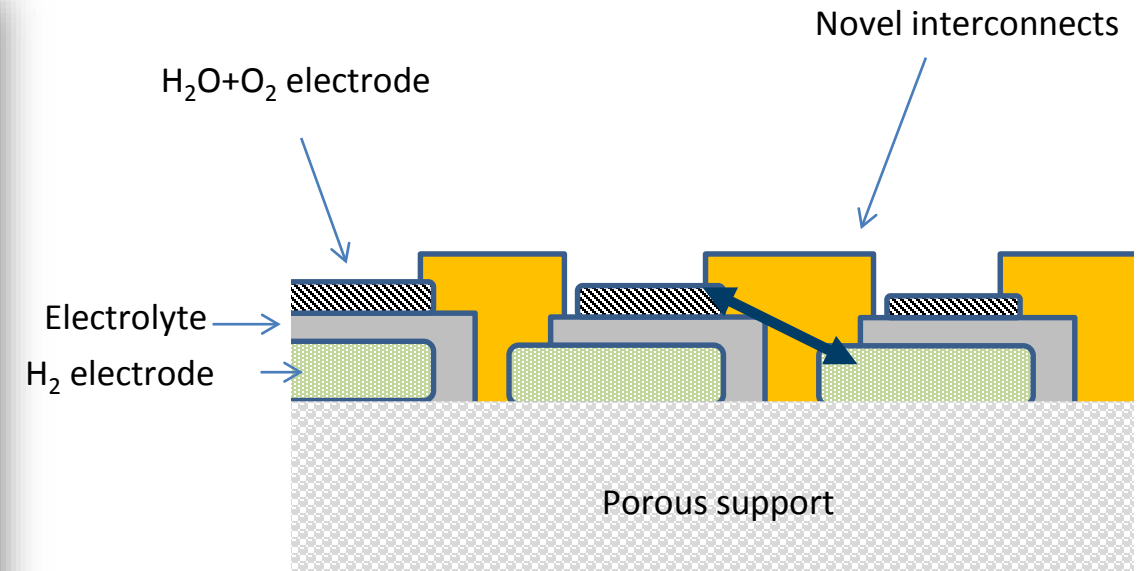 Novel interconnects
H₂O+O₂ electrode
Electrolyte
H₂ electrode
Porous support